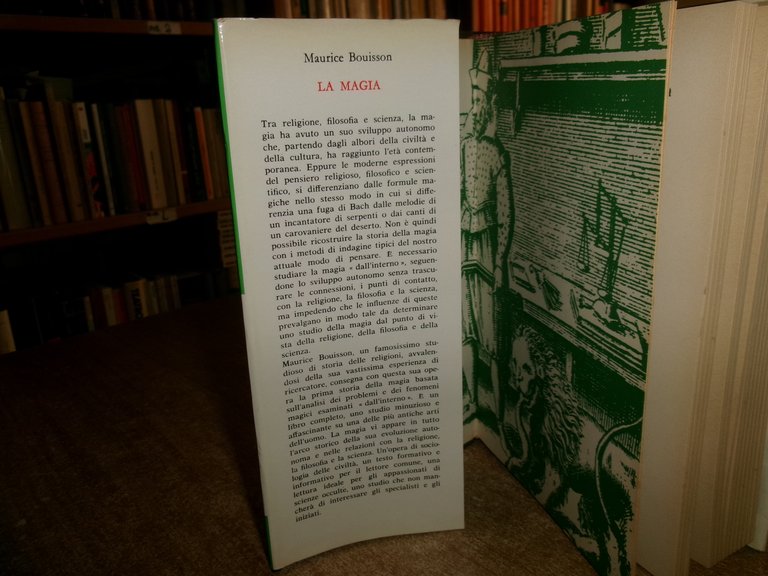 Maurice Bouisson
LA MAGIA
Tra religione, filosofia e scienza, la ma-
gia ha avuto un suo sviluppo autonomo
che, partendo dagli albori della civiltà e
della cultura, ha raggiunto l'età contem-
poranea. Eppure le moderne espressioni
del pensiero religioso, filosofico e scien-
tifico, si differenziano dalle formule ma-
giche nello stesso modo in cui si diffe-
renzia una fuga di Bach dalle melodie di
un incantatore di serpenti o dai canti di
un carovaniere del deserto. Non è quindi
possibile ricostruire la storia della magia
con i metodi di indagine tipici del nostro
attuale modo di pensare. È necessario
studiare la magia « dall'interno », seguen-
done lo sviluppo autonomo senza trascu-
rare le connessioni, i punti di contatto,
con la religione, la filosofia e la scienza,
ma impedendo che le influenze di queste
prevalgano in modo tale da determinare
uno studio della magia dal punto di vi-
sta della religione, della filosofia e della
scienza.
Maurice Bouisson, un famosissimo stu-
dioso di storia delle religioni, avvalen-
dosi della sua vastissima esperienza di
ricercatore, consegna con questa sua ope-
ra la prima storia della magia basata
sull'analisi dei problemi e dei fenomeni
magici esaminati « dall'interno ». È un
libro completo, uno studio minuzioso e
affascinante su una delle più antiche arti
dell'uomo. La magia vi appare in tutto
l'arco storico della sua evoluzione auto-
noma e nelle relazioni con la religione,
la filosofia e la scienza. Un'opera di socio-
logia delle civiltà, un testo formativo e
informativo per il lettore comune, una
lettura ideale per gli appassionati di
scienze occulte, uno studio che non man-
cherà di interessare gli specialisti e gli
iniziati.